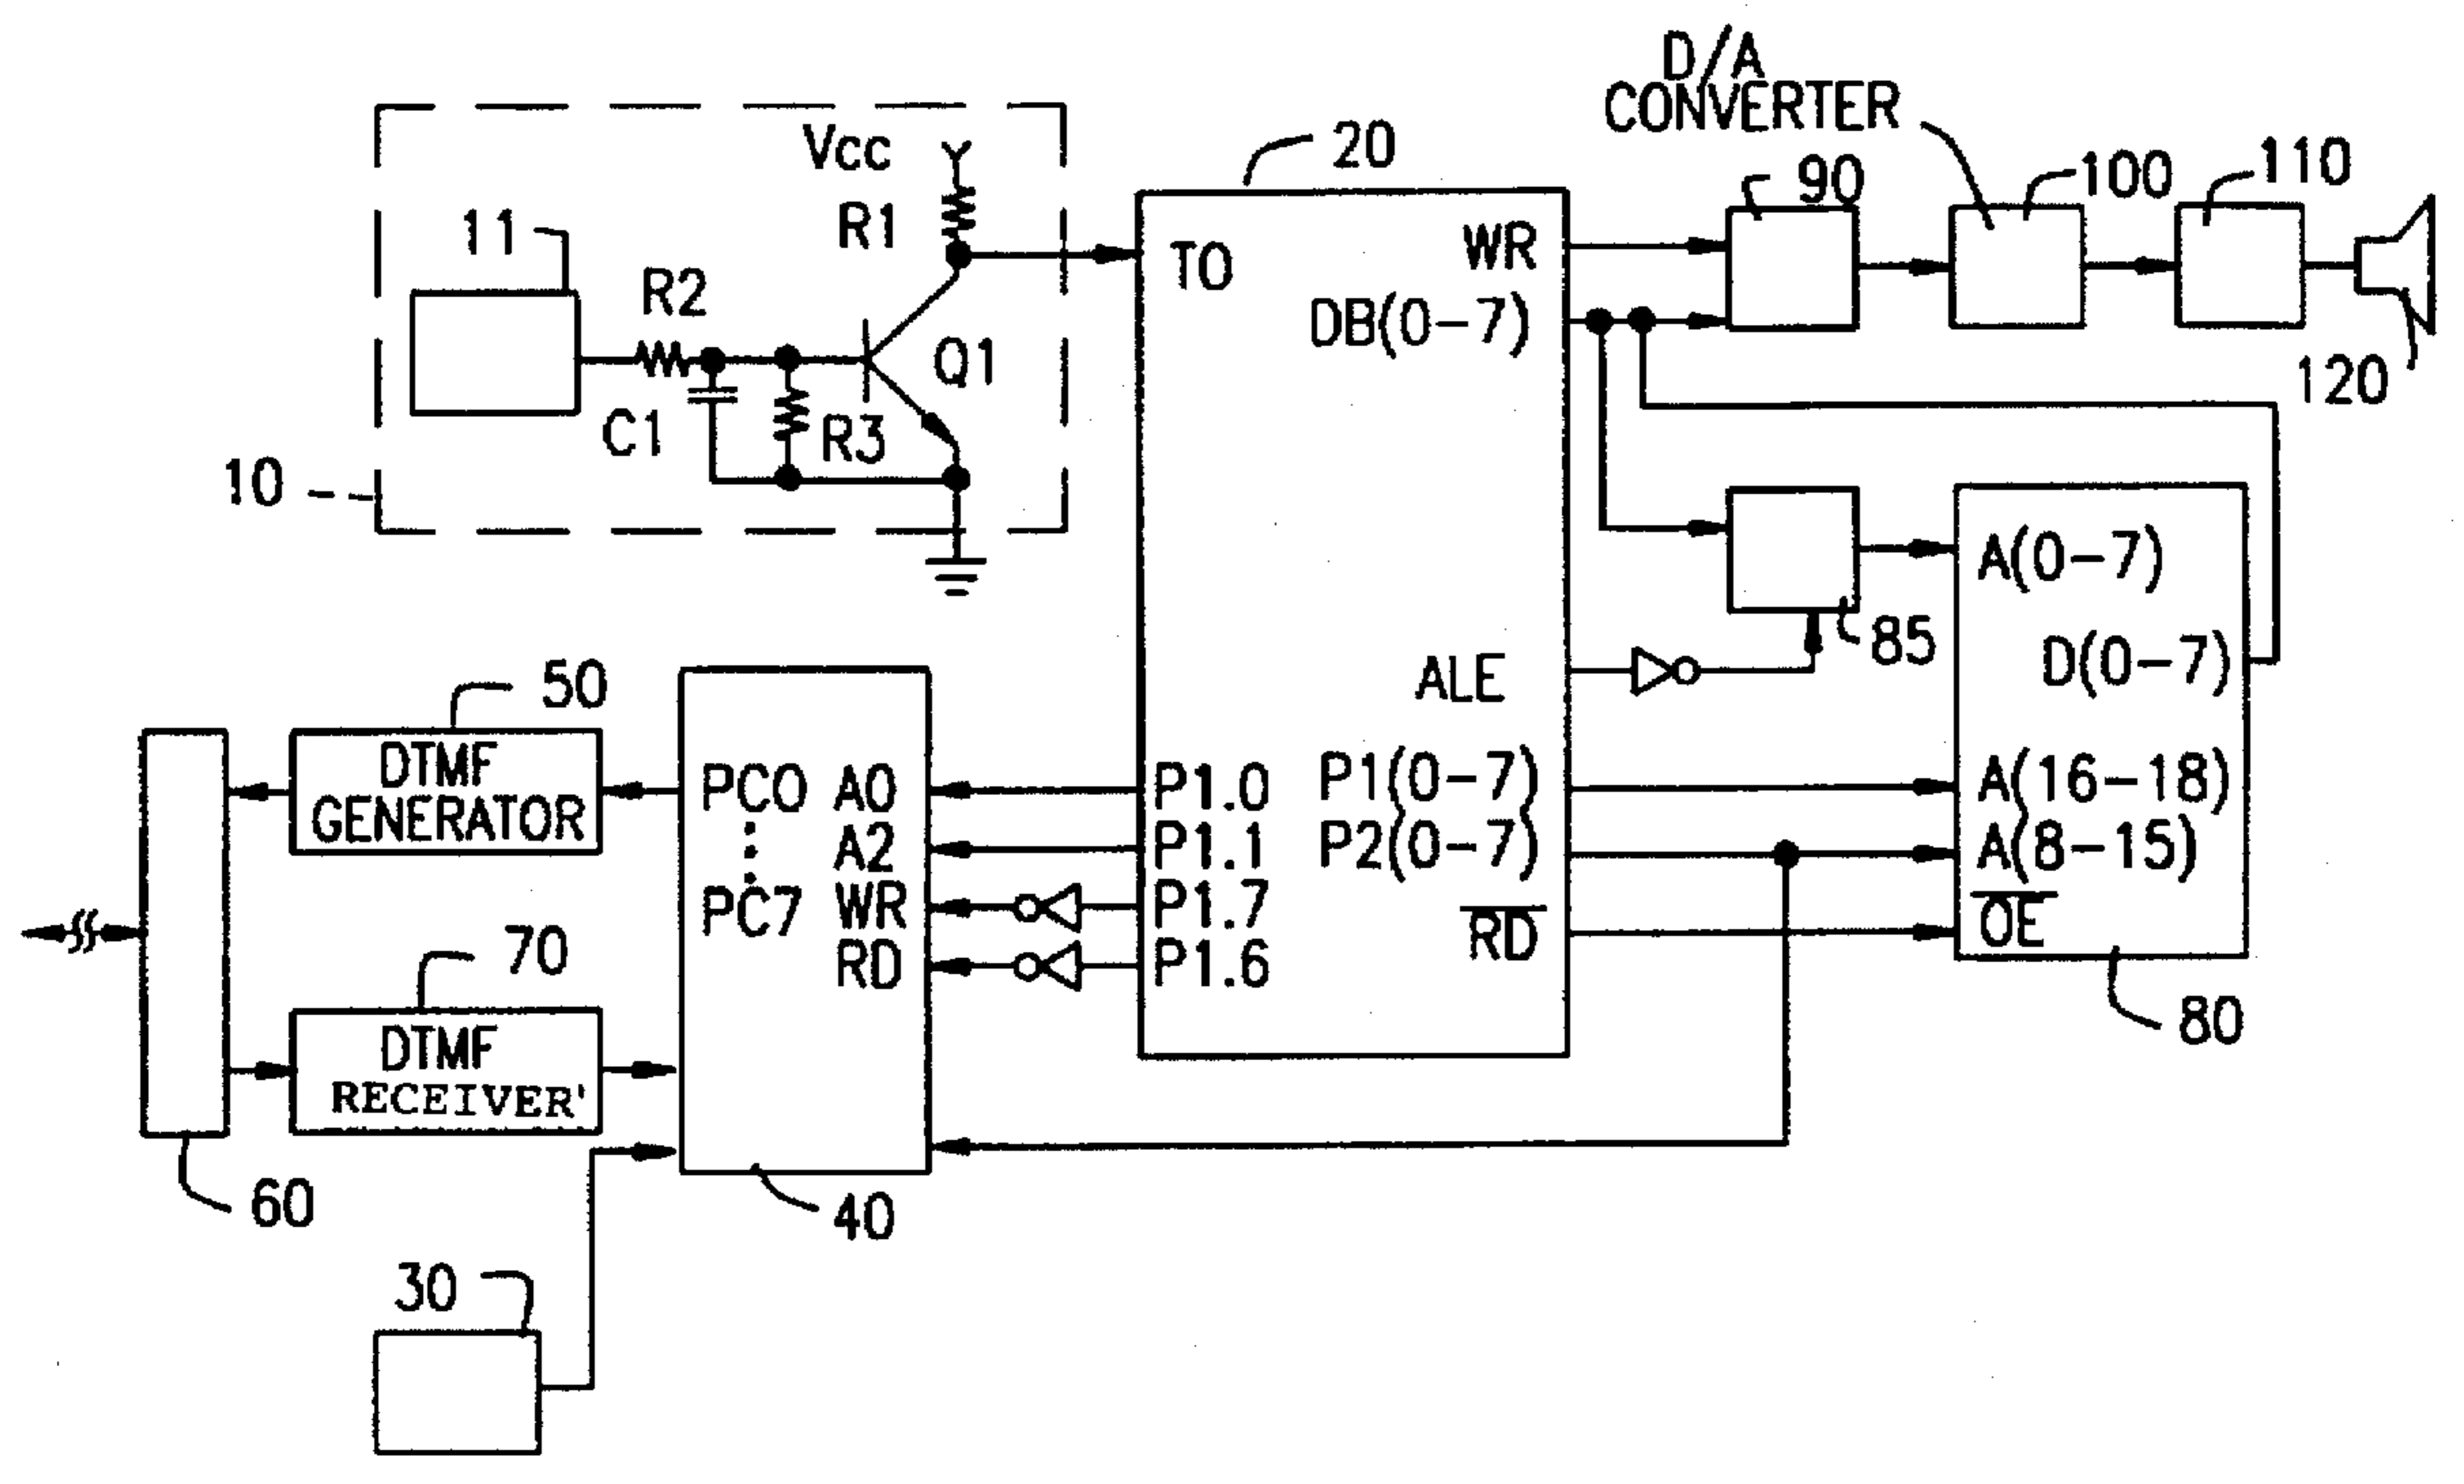 D/A
CONVERTER
Vcc
20
90
100
110
11
R1
R2
TO
WR
DB(0-7)
Q1
C1
R3
120
10
A(0-7)
85
D(0-7)
50
ALE
DTMF
GENERATOR
PC0 A0
P1.0 P1(0-7)
A(16-18)
A2
P1.1 P2(0-7)
A(8-15)
PC7 WR
P1.7
RD
P1.6 RD
OE
70
DTMF
RECEIVER'
80
60
40
30